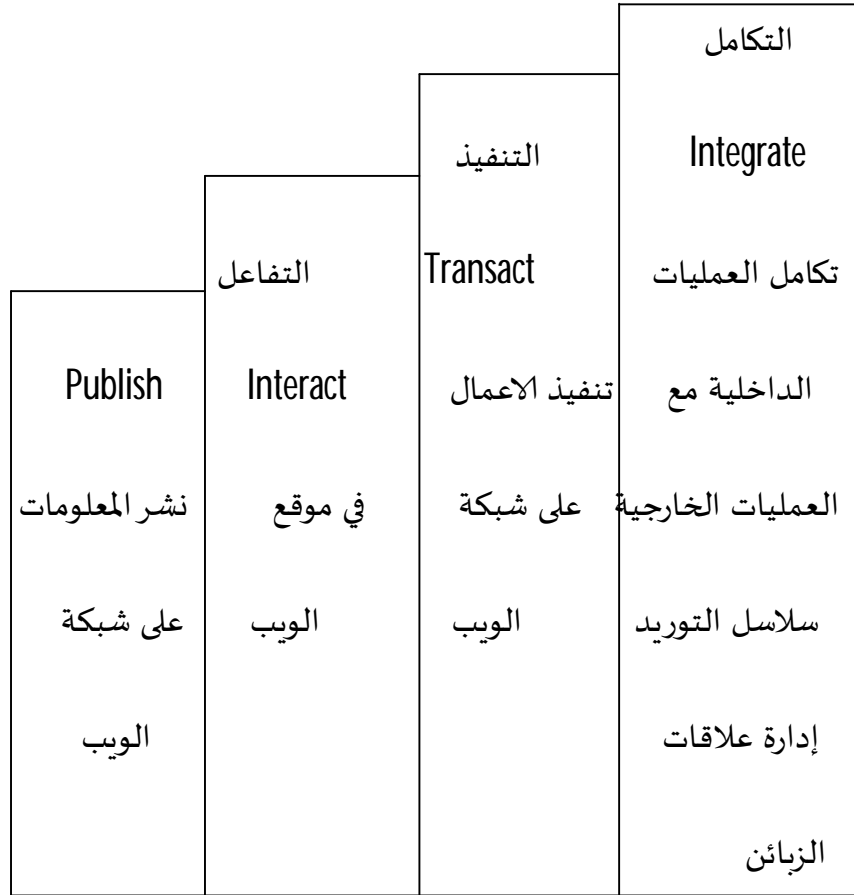 Publish
نشر المعلومات
على شبكة
الويب
التفاعل
Interact
في موقع
الويب
التنفيذ
Transact
تنفيذ الاعمال
على شبكة
الويب
التكامل
Integrate
تكامل العمليات
الداخلية مع
العمليات الخارجية
سلاسل التوريد
إدارة علاقات
الزبائن